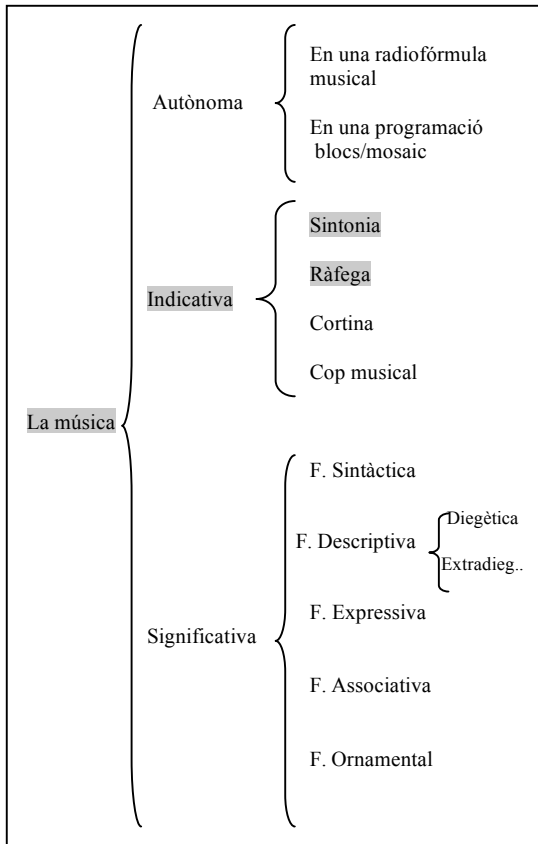 La música
Autònoma
En una radiofórmula
musical
En una programació
blocs/mosaic
Indicativa
Sintonia
Ràfega
Cortina
Cop musical
Significativa
F. Sintàctica
F. Descriptiva
Diegètica
Extradieg..
F. Expressiva
F. Associativa
F. Ornamental